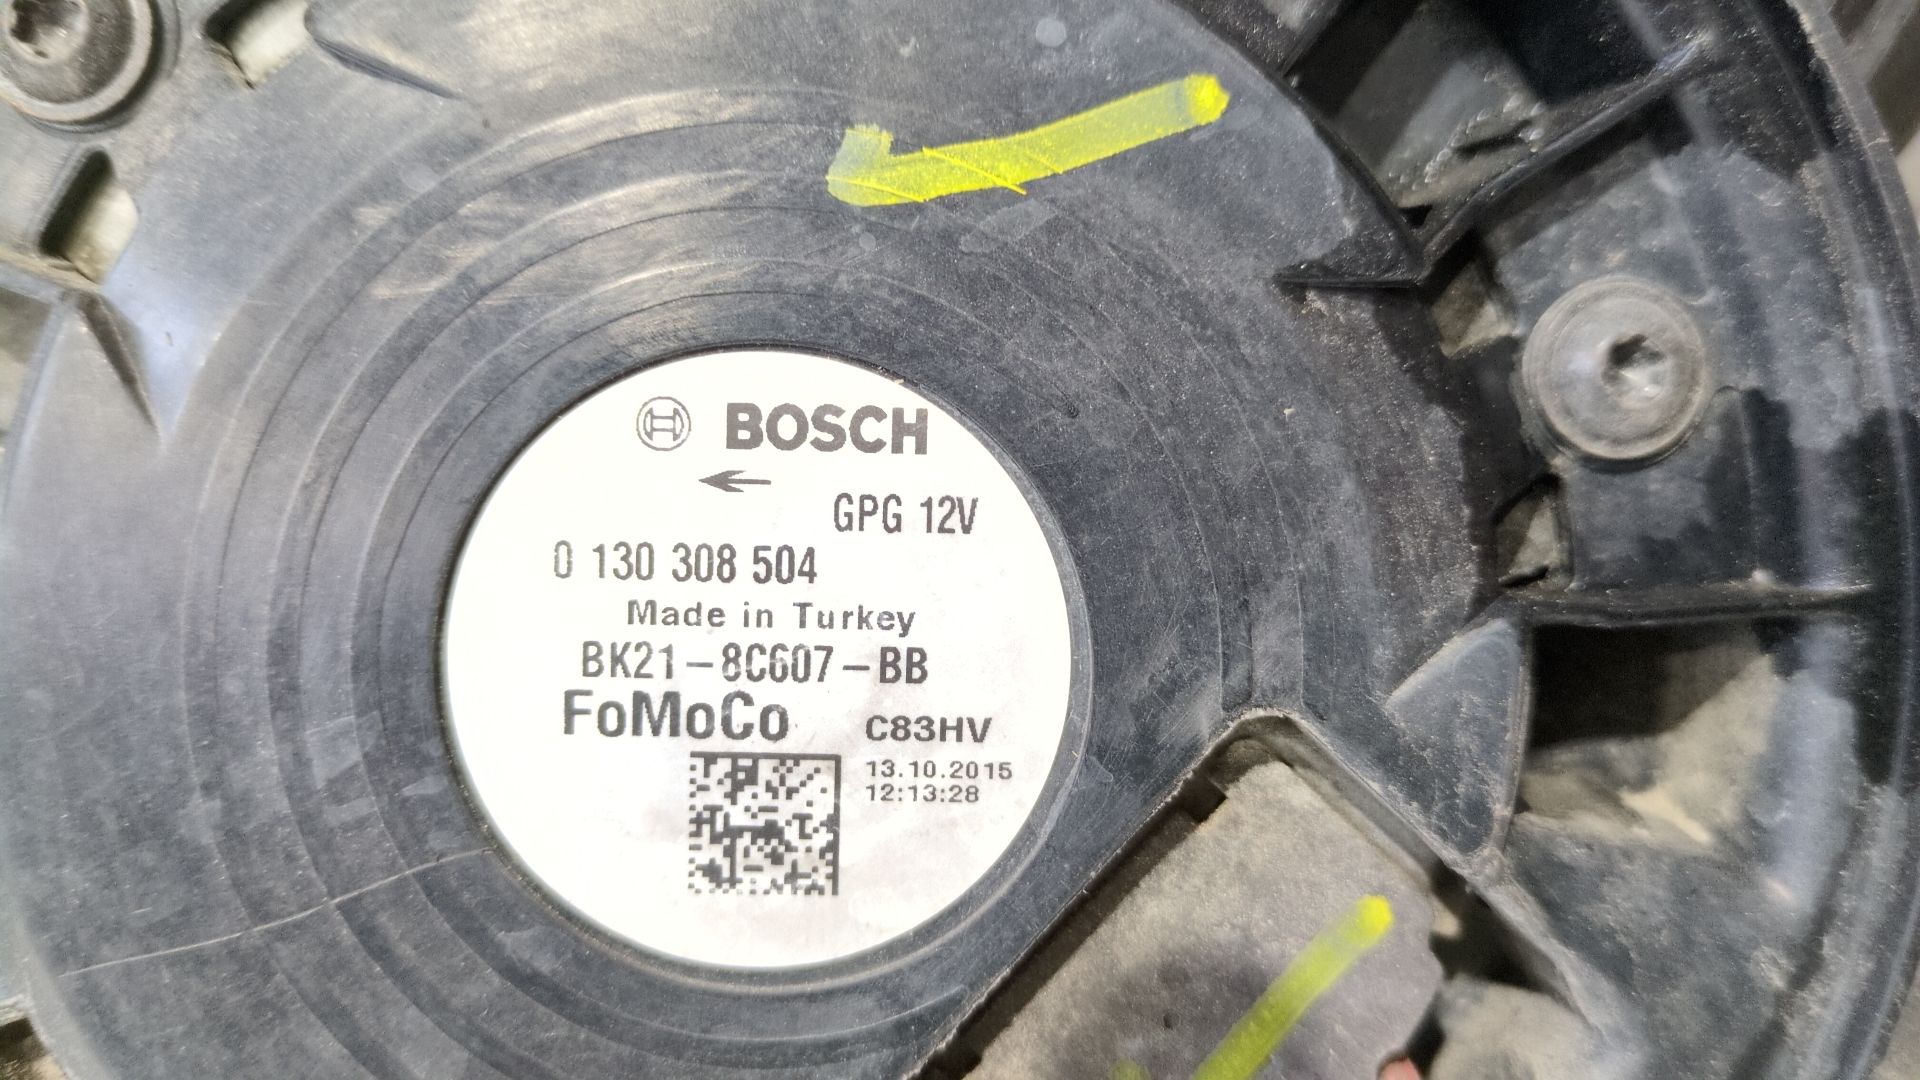 BOSCH
GPG 12V
0 130 308 504
Made in Turkey
BK21-8C607-BB
FoMoCo C83HV
13.10.2015
12:13:28